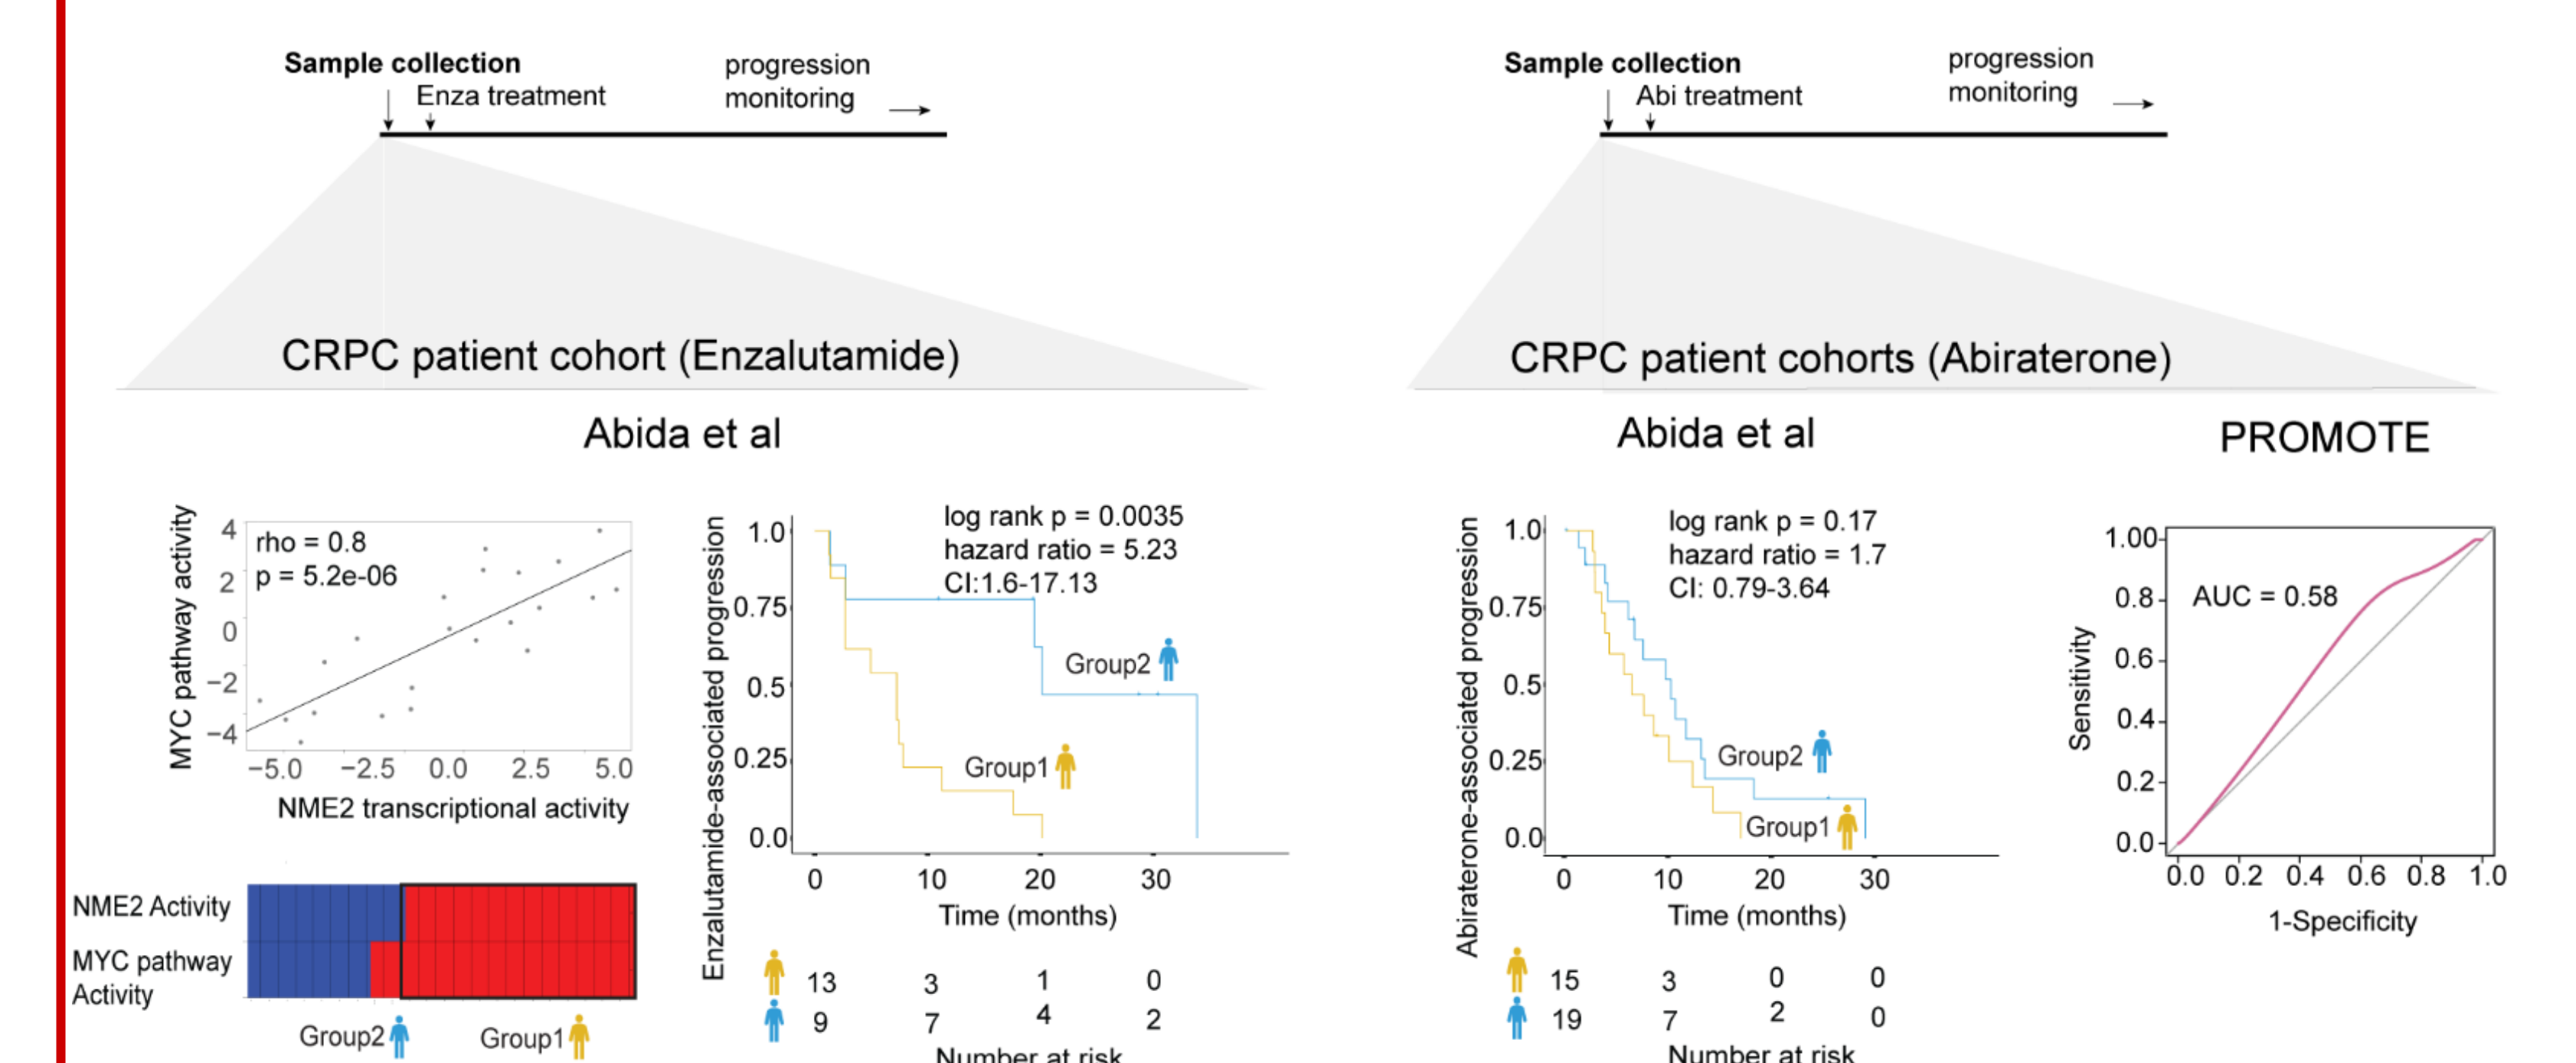 Sample collection
Enza treatment
progression
monitoring
CRPC patient cohort (Enzalutamide)
Abida et al
MYC pathway activity
4
2
0
−2
−4
rho = 0.8
p = 5.2e-06
−5.0 −2.5 0.0 2.5 5.0
NME2 transcriptional activity
NME2 Activity
MYC pathway
Activity
Group2
Group1
Enzalutamide-associated progression
1.0
0.75
0.5
0.25
0.0
log rank p = 0.0035
hazard ratio = 5.23
CI:1.6-17.13
Group2
Group1
0 10 20 30
Time (months)
13 3 1 0
9 7 4 2
Number at risk
Sample collection
Abi treatment
progression
monitoring
CRPC patient cohorts (Abiraterone)
Abida et al
Abiraterone-associated progression
1.0
0.75
0.5
0.25
0.0
log rank p = 0.17
hazard ratio = 1.7
CI: 0.79-3.64
Group2
Group1
0 10 20 30
Time (months)
15 3 0 0
19 7 2 0
Number at risk
PROMOTE
Sensitivity
1.00
0.8
0.6
0.4
0.2
0.0
AUC = 0.58
0.0 0.2 0.4 0.6 0.8 1.0
1-Specificity